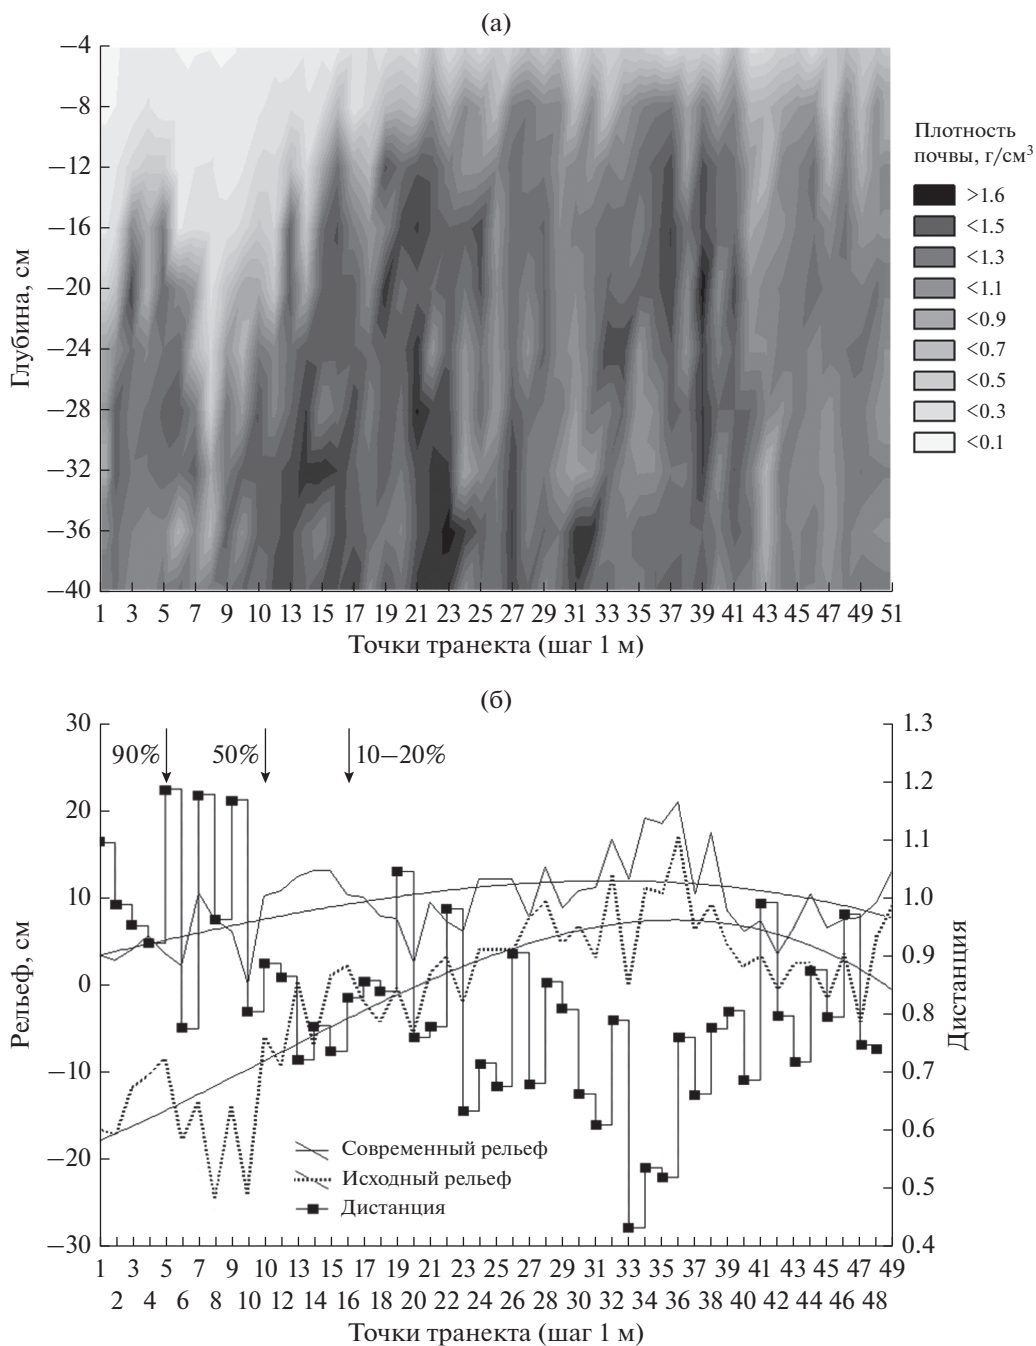 (а)
Плотность
почвы, г/см³
>1.6
<1.5
<1.3
<1.1
<0.9
<0.7
<0.5
<0.3
<0.1
Глубина, см
−4
−8
−12
−16
−20
−24
−28
−32
−36
−40
1 3 5 7 9 10 13 15 17 19 21 23 25 27 29 31 33 35 37 39 41 43 45 47 49 51
Точки транекта (шаг 1 м)
(б)
90% 50% 10−20%
Рельеф, см
30
20
10
0
−10
−20
−30
Современный рельеф
Исходный рельеф
Дистанция
1.3
1.2
1.1
1.0
0.9
0.8
0.7
0.6
0.5
0.4
Дистанция
1 3 5 7 9 10 13 15 17 19 21 23 25 27 29 31 33 35 37 39 41 43 45 47 49
2 4 6 8 10 12 14 16 18 20 22 24 26 28 30 32 34 36 38 40 42 44 46 48
Точки транекта (шаг 1 м)